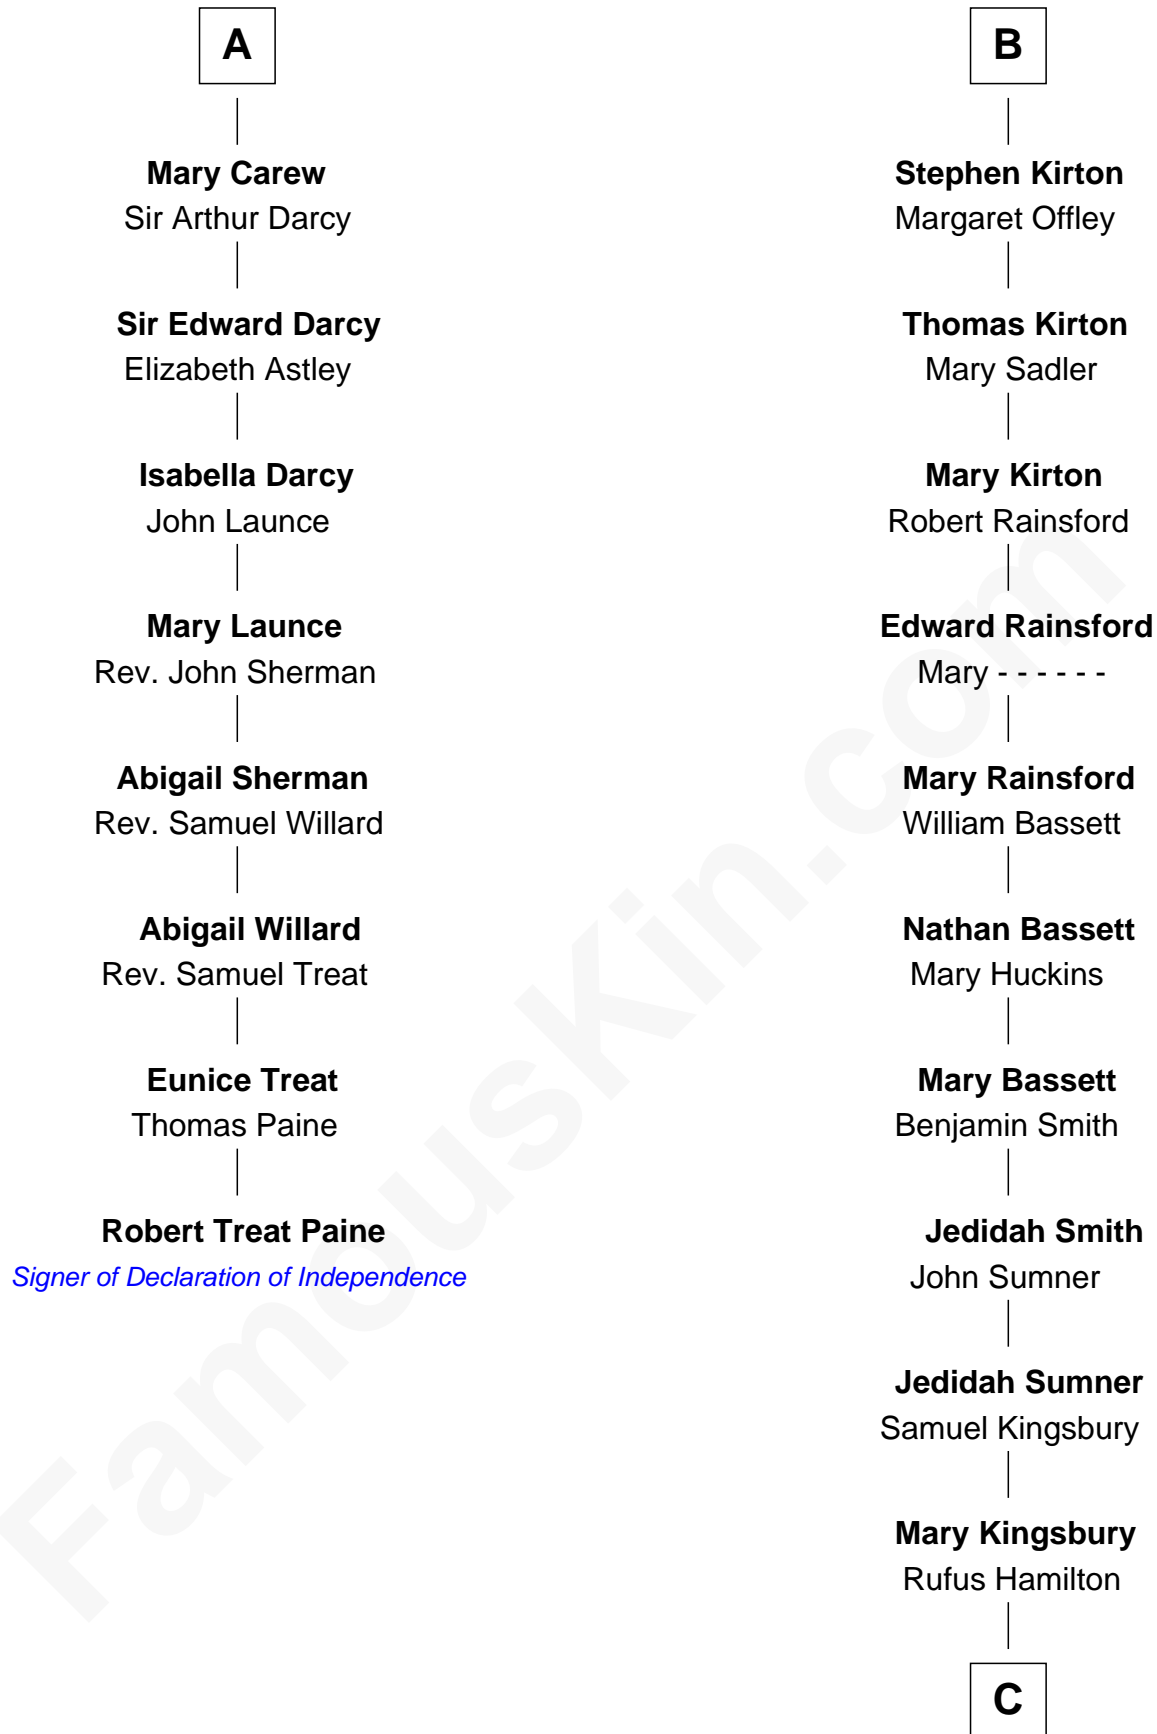 A
Mary Carew
Sir Arthur Darcy
Sir Edward Darcy
Elizabeth Astley
Isabella Darcy
John Launce
Mary Launce
Rev. John Sherman
Abigail Sherman
Rev. Samuel Willard
Abigail Willard
Rev. Samuel Treat
Eunice Treat
Thomas Paine
Robert Treat Paine
Signer of Declaration of Independence
B
Stephen Kirton
Margaret Offley
Thomas Kirton
Mary Sadler
Mary Kirton
Robert Rainsford
Edward Rainsford
Mary - - - - - -
Mary Rainsford
William Bassett
Nathan Bassett
Mary Huckins
Mary Bassett
Benjamin Smith
Jedidah Smith
John Sumner
Jedidah Sumner
Samuel Kingsbury
Mary Kingsbury
Rufus Hamilton
C
FamousKin.com